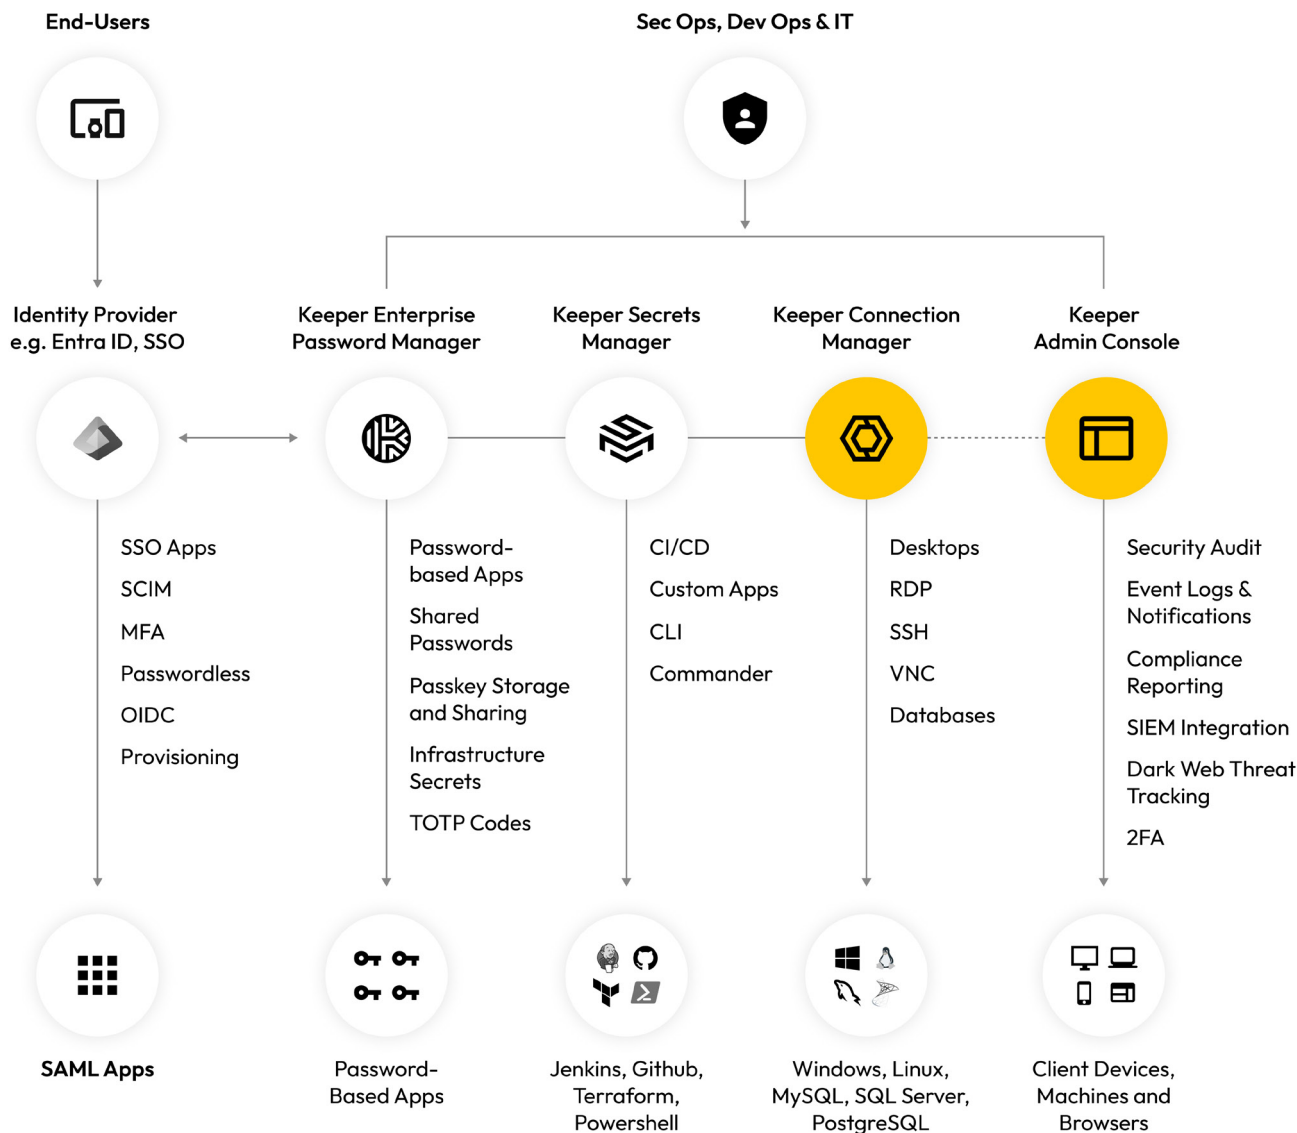 End-Users
Sec Ops, Dev Ops & IT
Identity Provider
e.g. Entra ID, SSO
Keeper Enterprise
Password Manager
Keeper Secrets
Manager
Keeper Connection
Manager
Keeper
Admin Console
SSO Apps
SCIM
MFA
Passwordless
OIDC
Provisioning
Password-
based Apps
Shared
Passwords
Passkey Storage
and Sharing
Infrastructure
Secrets
TOTP Codes
CI/CD
Custom Apps
CLI
Commander
Desktops
RDP
SSH
VNC
Databases
Security Audit
Event Logs &
Notifications
Compliance
Reporting
SIEM Integration
Dark Web Threat
Tracking
2FA
SAML Apps
Password-
Based Apps
Jenkins, Github,
Terraform,
Powershell
Windows, Linux,
MySQL, SQL Server,
PostgreSQL
Client Devices,
Machines and
Browsers